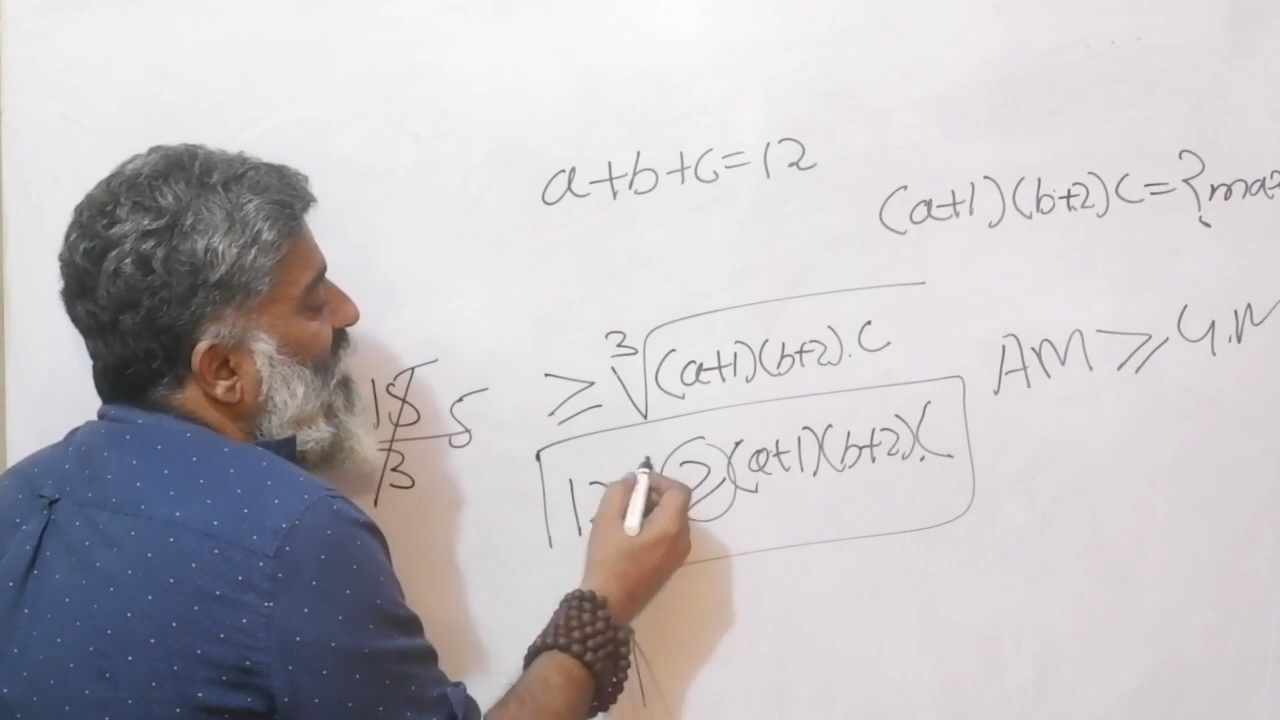 a+b+c=12
(a+1)(b+2)c=?
15/3 5 ≥ ∛(a+1)(b+2).c
AM ≥ G.M
≥ (a+1)(b+2).c